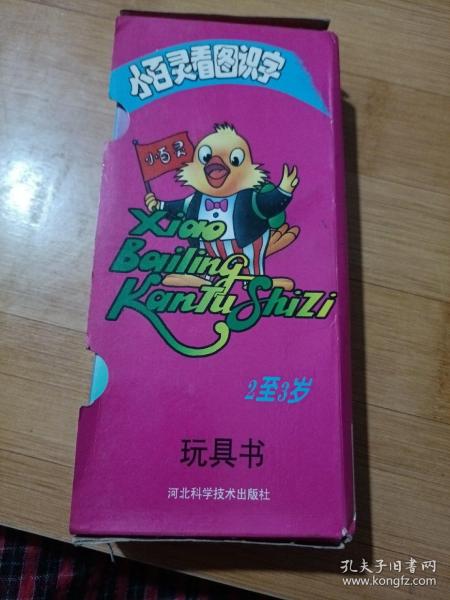 小百灵看图识字
小百灵
Xiao
Bailing
KanTu ShiZi
2至3岁
玩具书
河北科学技术出版社
孔夫子旧书网
www.kongfz.com